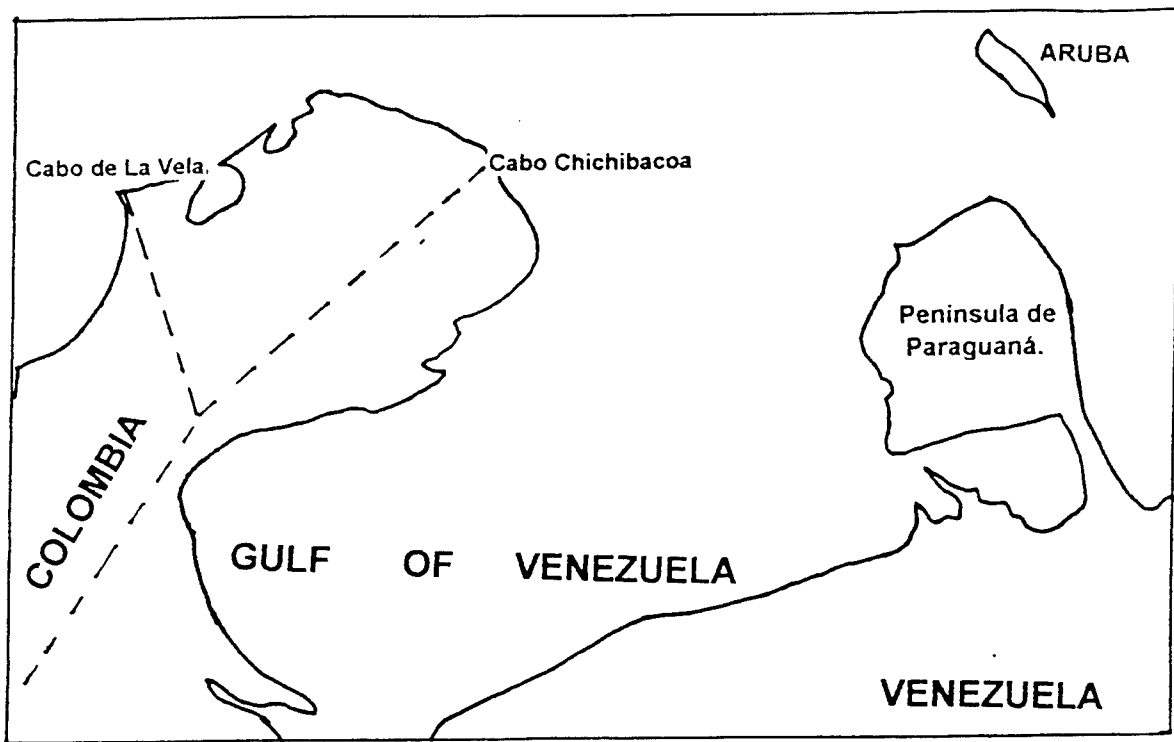 ARUBA
Cabo de La Vela.
Cabo Chichibacoa
Peninsula de
Paraguaná.
COLOMBIA
GULF OF VENEZUELA
VENEZUELA